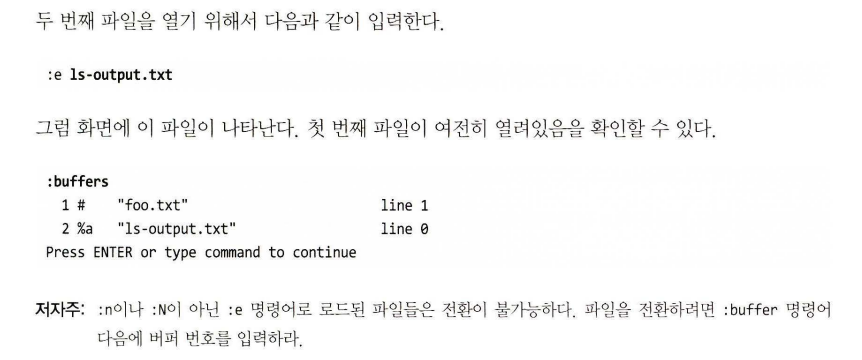 두 번째 파일을 열기 위해서 다음과 같이 입력한다.
:e ls-output.txt
그럼 화면에 이 파일이 나타난다. 첫 번째 파일이 여전히 열려있음을 확인할 수 있다.
:buffers
1 # "foo.txt" line 1
2 %a "ls-output.txt" line 0
Press ENTER or type command to continue
저자주: :n이나 :N이 아닌 :e 명령어로 로드된 파일들은 전환이 불가능하다. 파일을 전환하려면 :buffer 명령어
다음에 버퍼 번호를 입력하라.